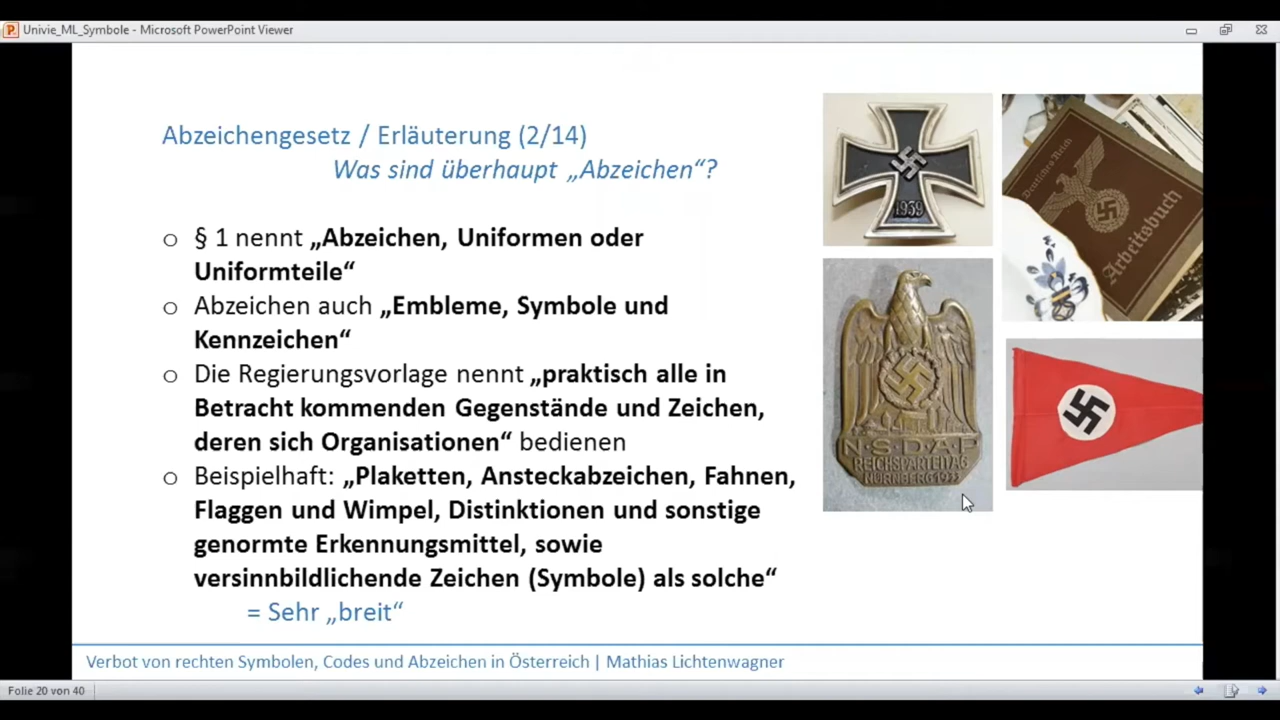 Univie_ML_Symbole - Microsoft PowerPoint Viewer
Abzeichengesetz / Erläuterung (2/14)
Was sind überhaupt „Abzeichen“?
o § 1 nennt „Abzeichen, Uniformen oder
Uniformteile“
o Abzeichen auch „Embleme, Symbole und
Kennzeichen“
o Die Regierungsvorlage nennt „praktisch alle in
Betracht kommenden Gegenstände und Zeichen,
deren sich Organisationen“ bedienen
o Beispielhaft: „Plaketten, Ansteckabzeichen, Fahnen,
Flaggen und Wimpel, Distinktionen und sonstige
genormte Erkennungsmittel, sowie
versinnbildlichende Zeichen (Symbole) als solche“
= Sehr „breit“
1939
Deutsches Reich
Arbeitsbuch
N·S·D·A·P
REICHSPARTEITAG
NÜRNBERG 1933
Verbot von rechten Symbolen, Codes und Abzeichen in Österreich | Mathias Lichtenwagner
Folie 20 von 40